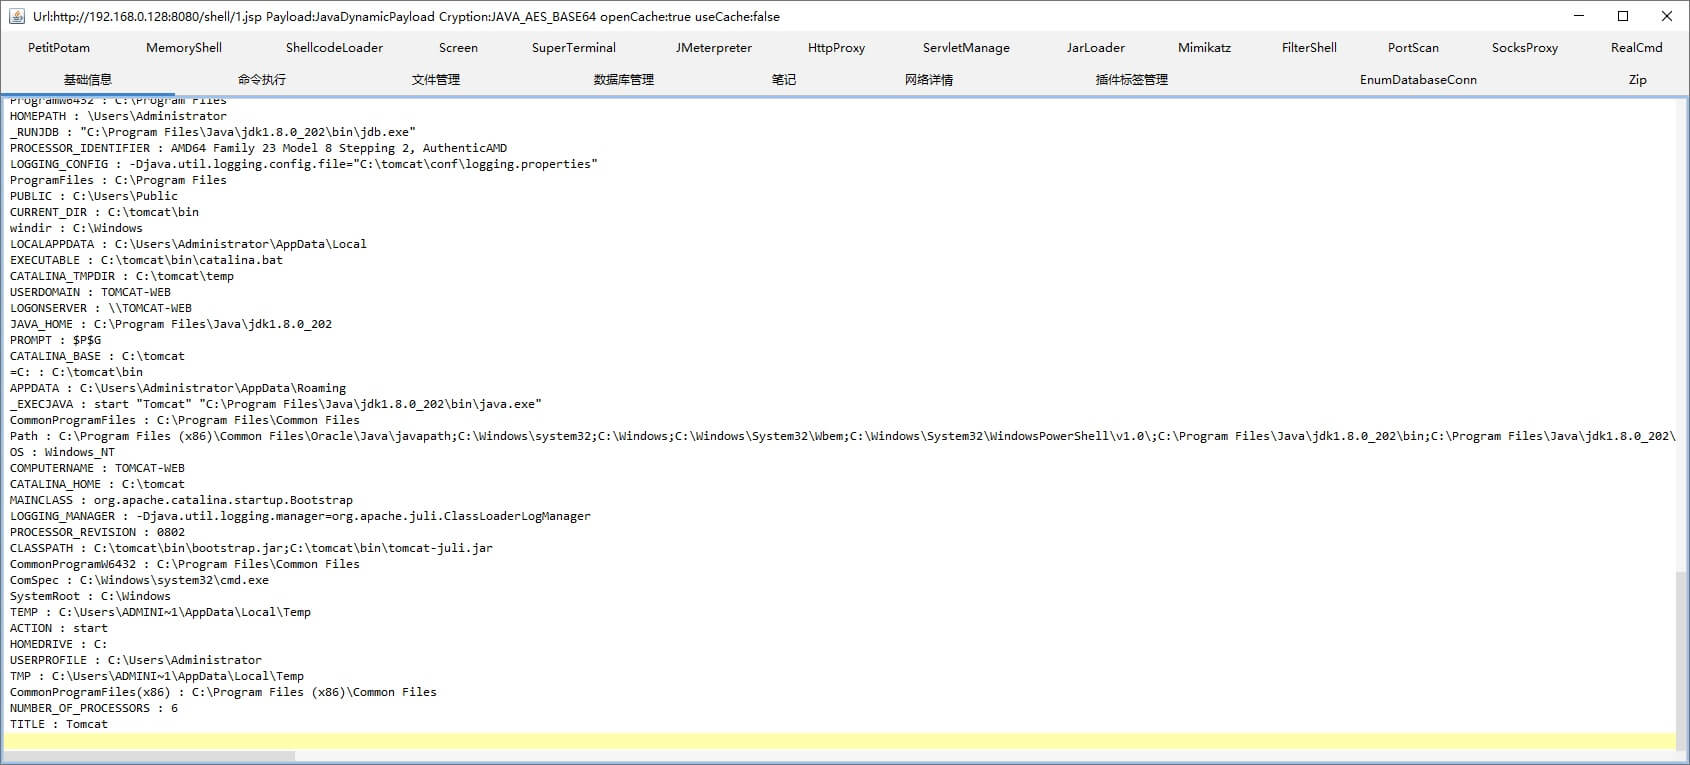 Url:http://192.168.0.128:8080/shell/1.jsp Payload:JavaDynamicPayload Cryption:JAVA_AES_BASE64 openCache:true useCache:false
PetitPotam MemoryShell ShellcodeLoader Screen SuperTerminal JMeterpreter HttpProxy ServletManage JarLoader Mimikatz FilterShell PortScan SocksProxy RealCmd
基础信息 命令执行 文件管理 数据库管理 笔记 网络详情 插件标签管理 EnumDatabaseConn Zip
ProgramW6432 : C:\Program Files
HOMEPATH : \Users\Administrator
_RUNJDB : "C:\Program Files\Java\jdk1.8.0_202\bin\jdb.exe"
PROCESSOR_IDENTIFIER : AMD64 Family 23 Model 8 Stepping 2, AuthenticAMD
LOGGING_CONFIG : -Djava.util.logging.config.file="C:\tomcat\conf\logging.properties"
ProgramFiles : C:\Program Files
PUBLIC : C:\Users\Public
CURRENT_DIR : C:\tomcat\bin
windir : C:\Windows
LOCALAPPDATA : C:\Users\Administrator\AppData\Local
EXECUTABLE : C:\tomcat\bin\catalina.bat
CATALINA_TMPDIR : C:\tomcat\temp
USERDOMAIN : TOMCAT-WEB
LOGONSERVER : \\TOMCAT-WEB
JAVA_HOME : C:\Program Files\Java\jdk1.8.0_202
PROMPT : $P$G
CATALINA_BASE : C:\tomcat
=C: : C:\tomcat\bin
APPDATA : C:\Users\Administrator\AppData\Roaming
_EXECJAVA : start "Tomcat" "C:\Program Files\Java\jdk1.8.0_202\bin\java.exe"
CommonProgramFiles : C:\Program Files\Common Files
Path : C:\Program Files (x86)\Common Files\Oracle\Java\javapath;C:\Windows\system32;C:\Windows;C:\Windows\System32\Wbem;C:\Windows\System32\WindowsPowerShell\v1.0\;C:\Program Files\Java\jdk1.8.0_202\bin;C:\Program Files\Java\jdk1.8.0_202\
OS : Windows_NT
COMPUTERNAME : TOMCAT-WEB
CATALINA_HOME : C:\tomcat
MAINCLASS : org.apache.catalina.startup.Bootstrap
LOGGING_MANAGER : -Djava.util.logging.manager=org.apache.juli.ClassLoaderLogManager
PROCESSOR_REVISION : 0802
CLASSPATH : C:\tomcat\bin\bootstrap.jar;C:\tomcat\bin\tomcat-juli.jar
CommonProgramW6432 : C:\Program Files\Common Files
ComSpec : C:\Windows\system32\cmd.exe
SystemRoot : C:\Windows
TEMP : C:\Users\ADMINI~1\AppData\Local\Temp
ACTION : start
HOMEDRIVE : C:
USERPROFILE : C:\Users\Administrator
TMP : C:\Users\ADMINI~1\AppData\Local\Temp
CommonProgramFiles(x86) : C:\Program Files (x86)\Common Files
NUMBER_OF_PROCESSORS : 6
TITLE : Tomcat